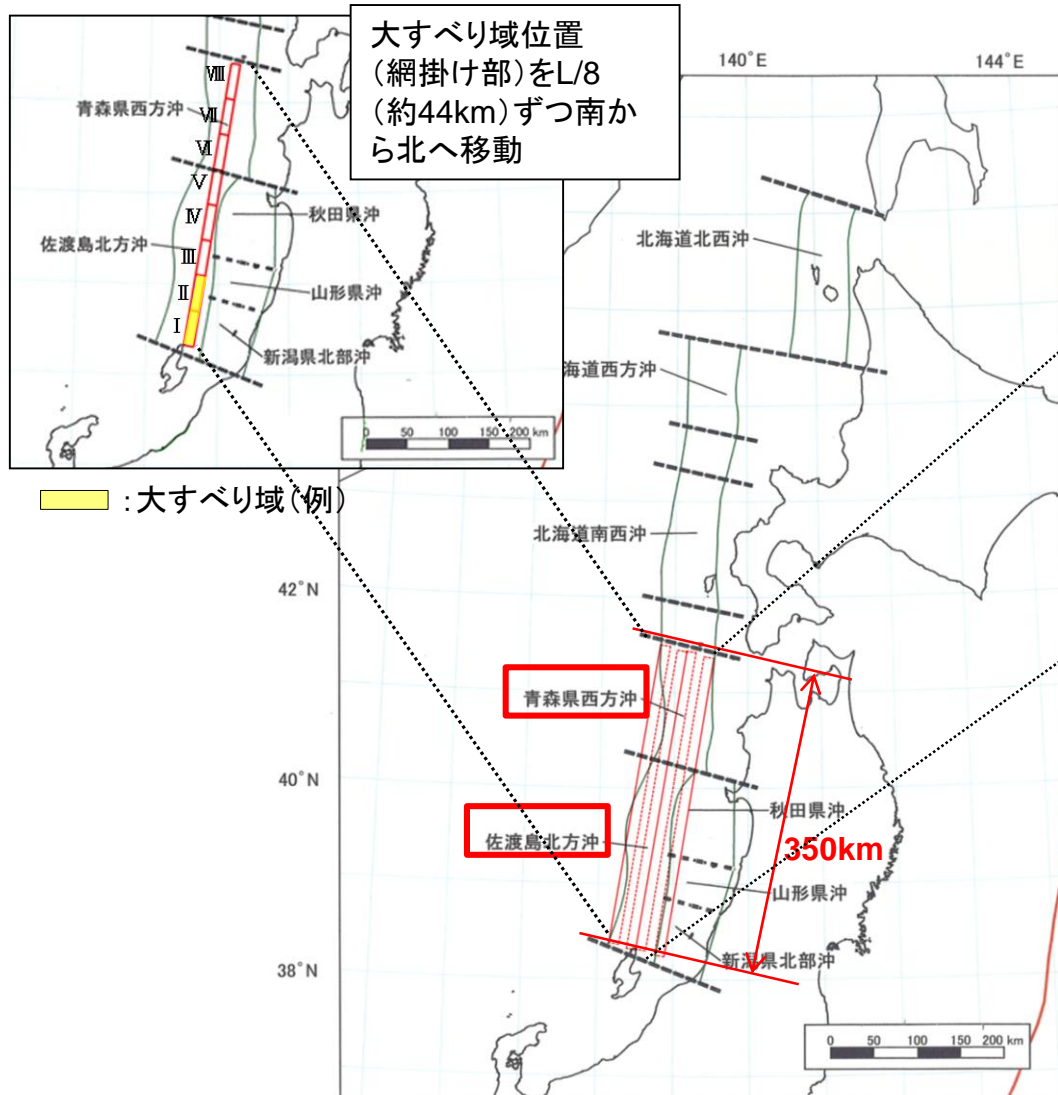 大すべり域位置
(網掛け部)をL/8
(約44km)ずつ南か
ら北へ移動
Ⅷ
青森県西方沖
Ⅶ
Ⅵ
Ⅴ
Ⅳ
秋田県沖
佐渡島北方沖
Ⅲ
Ⅱ
山形県沖
Ⅰ
新潟県北部沖
0 50 100 150 200 km
:大すべり域(例)
140°E
144°E
北海道北西沖
海道西方沖
北海道南西沖
42°N
青森県西方沖
40°N
秋田県沖
佐渡島北方沖
350km
山形県沖
新潟県北部沖
38°N
0 50 100 150 200 km